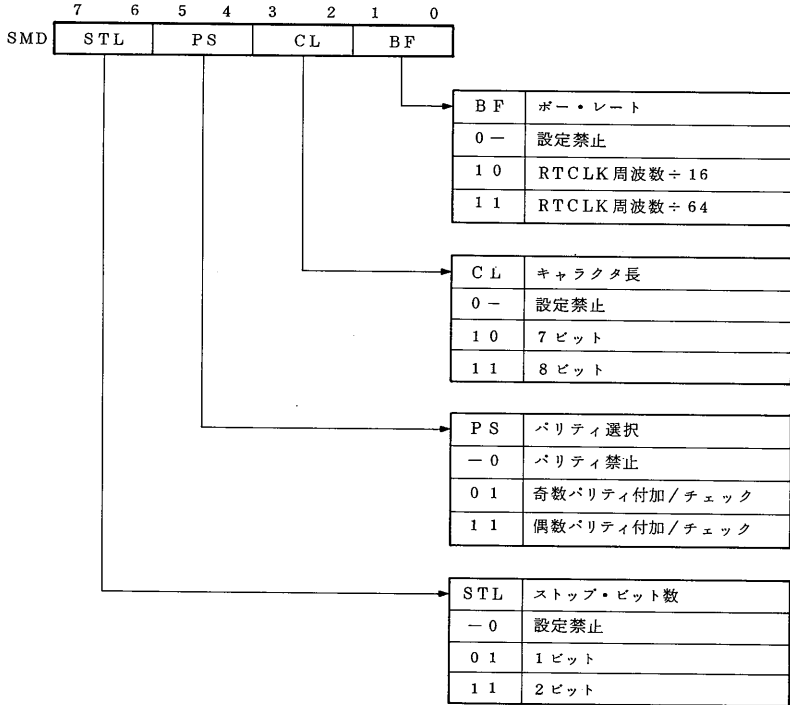 7 6 5 4 3 2 1 0
SMD STL PS CL BF
BF ボー・レート
0 － 設定禁止
1 0 RTCLK周波数÷16
1 1 RTCLK周波数÷64
CL キャラクタ長
0 － 設定禁止
1 0 7 ビット
1 1 8 ビット
PS パリティ選択
－ 0 パリティ禁止
0 1 奇数パリティ付加/チェック
1 1 偶数パリティ付加/チェック
STL ストップ・ビット数
－ 0 設定禁止
0 1 1 ビット
1 1 2 ビット